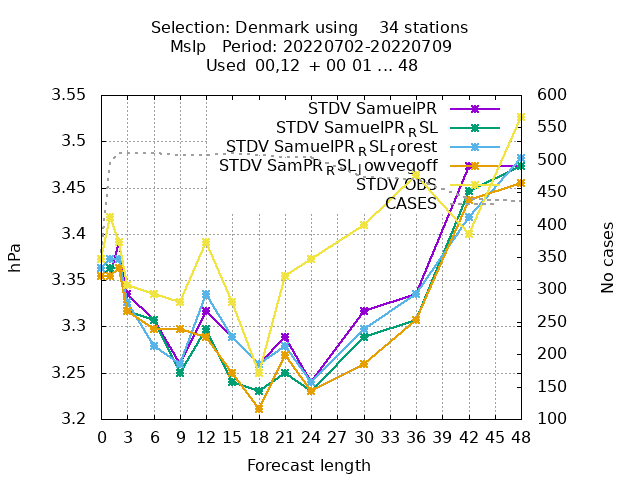 Selection: Denmark using 34 stations
Mslp Period: 20220702-20220709
Used 00,12 + 00 01 ... 48
3.55
3.5
3.45
3.4
3.35
3.3
3.25
3.2
600
550
500
450
400
350
300
250
200
150
100
STDV SamuelPR
STDV SamuelPR_RSL
STDV SamuelPR_RSL_forest
STDV SamPR_RSL_lowvegoff
STDV OBS
CASES
hPa
No cases
0 3 6 9 12 15 18 21 24 27 30 33 36 39 42 45 48
Forecast length